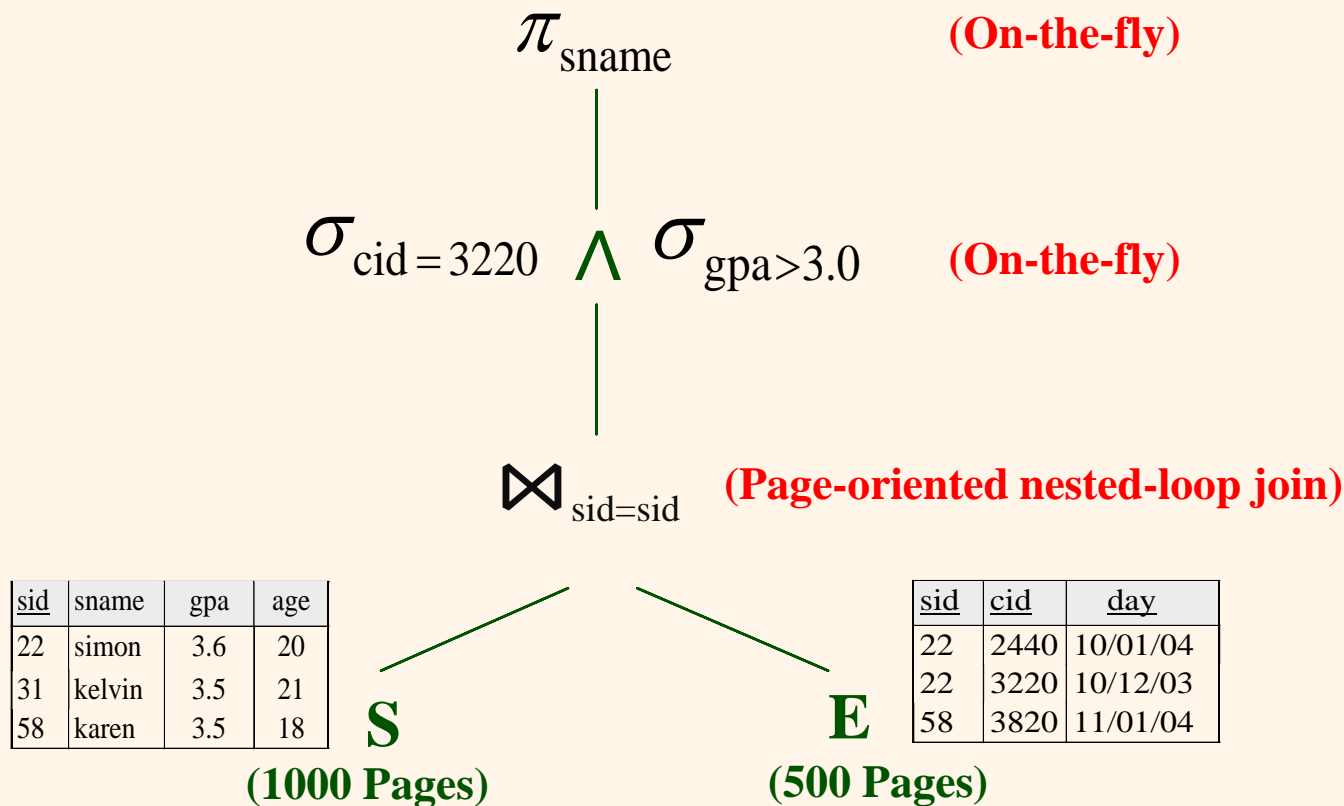 π sname (On-the-fly)
σ cid = 3220 ∧ σ gpa>3.0 (On-the-fly)
⋈ sid=sid (Page-oriented nested-loop join)
sid sname gpa age
22 simon 3.6 20
31 kelvin 3.5 21
58 karen 3.5 18
S
(1000 Pages)
sid cid day
22 2440 10/01/04
22 3220 10/12/03
58 3820 11/01/04
E
(500 Pages)